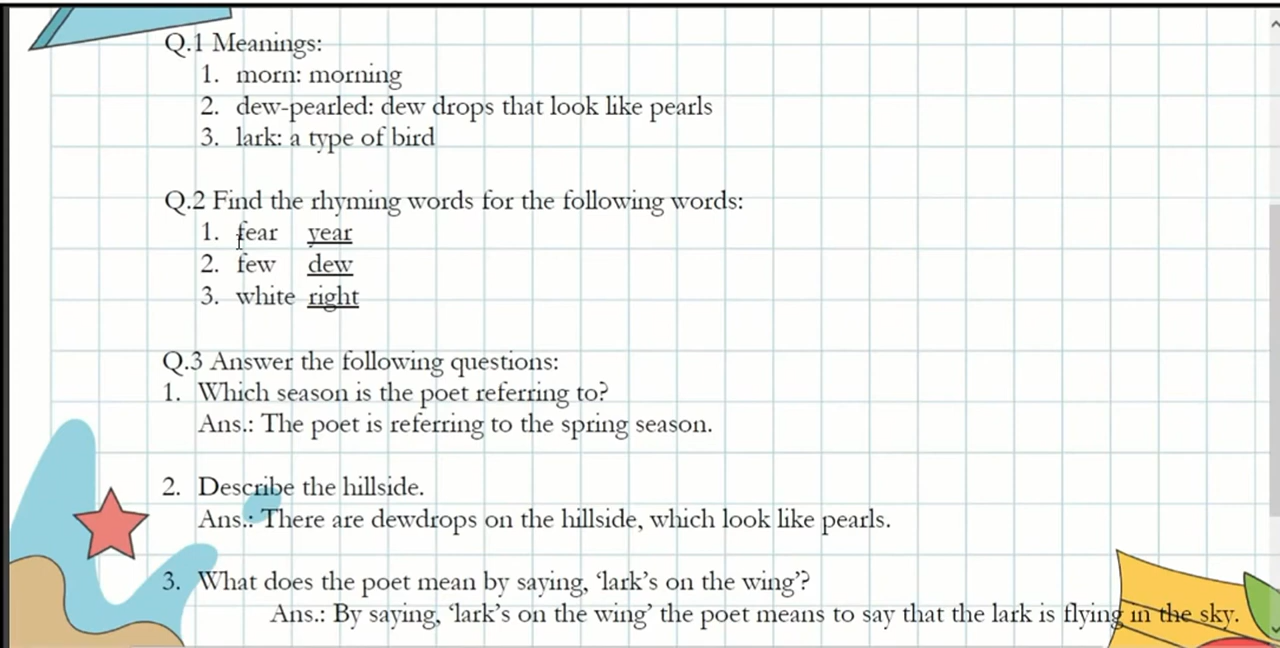 Q.1 Meanings:
1. morn: morning
2. dew-pearled: dew drops that look like pearls
3. lark: a type of bird
Q.2 Find the rhyming words for the following words:
1. fear year
2. few dew
3. white right
Q.3 Answer the following questions:
1. Which season is the poet referring to?
Ans.: The poet is referring to the spring season.
2. Describe the hillside.
Ans.: There are dewdrops on the hillside, which look like pearls.
3. What does the poet mean by saying, ‘lark’s on the wing’?
Ans.: By saying, ‘lark’s on the wing’ the poet means to say that the lark is flying in the sky.